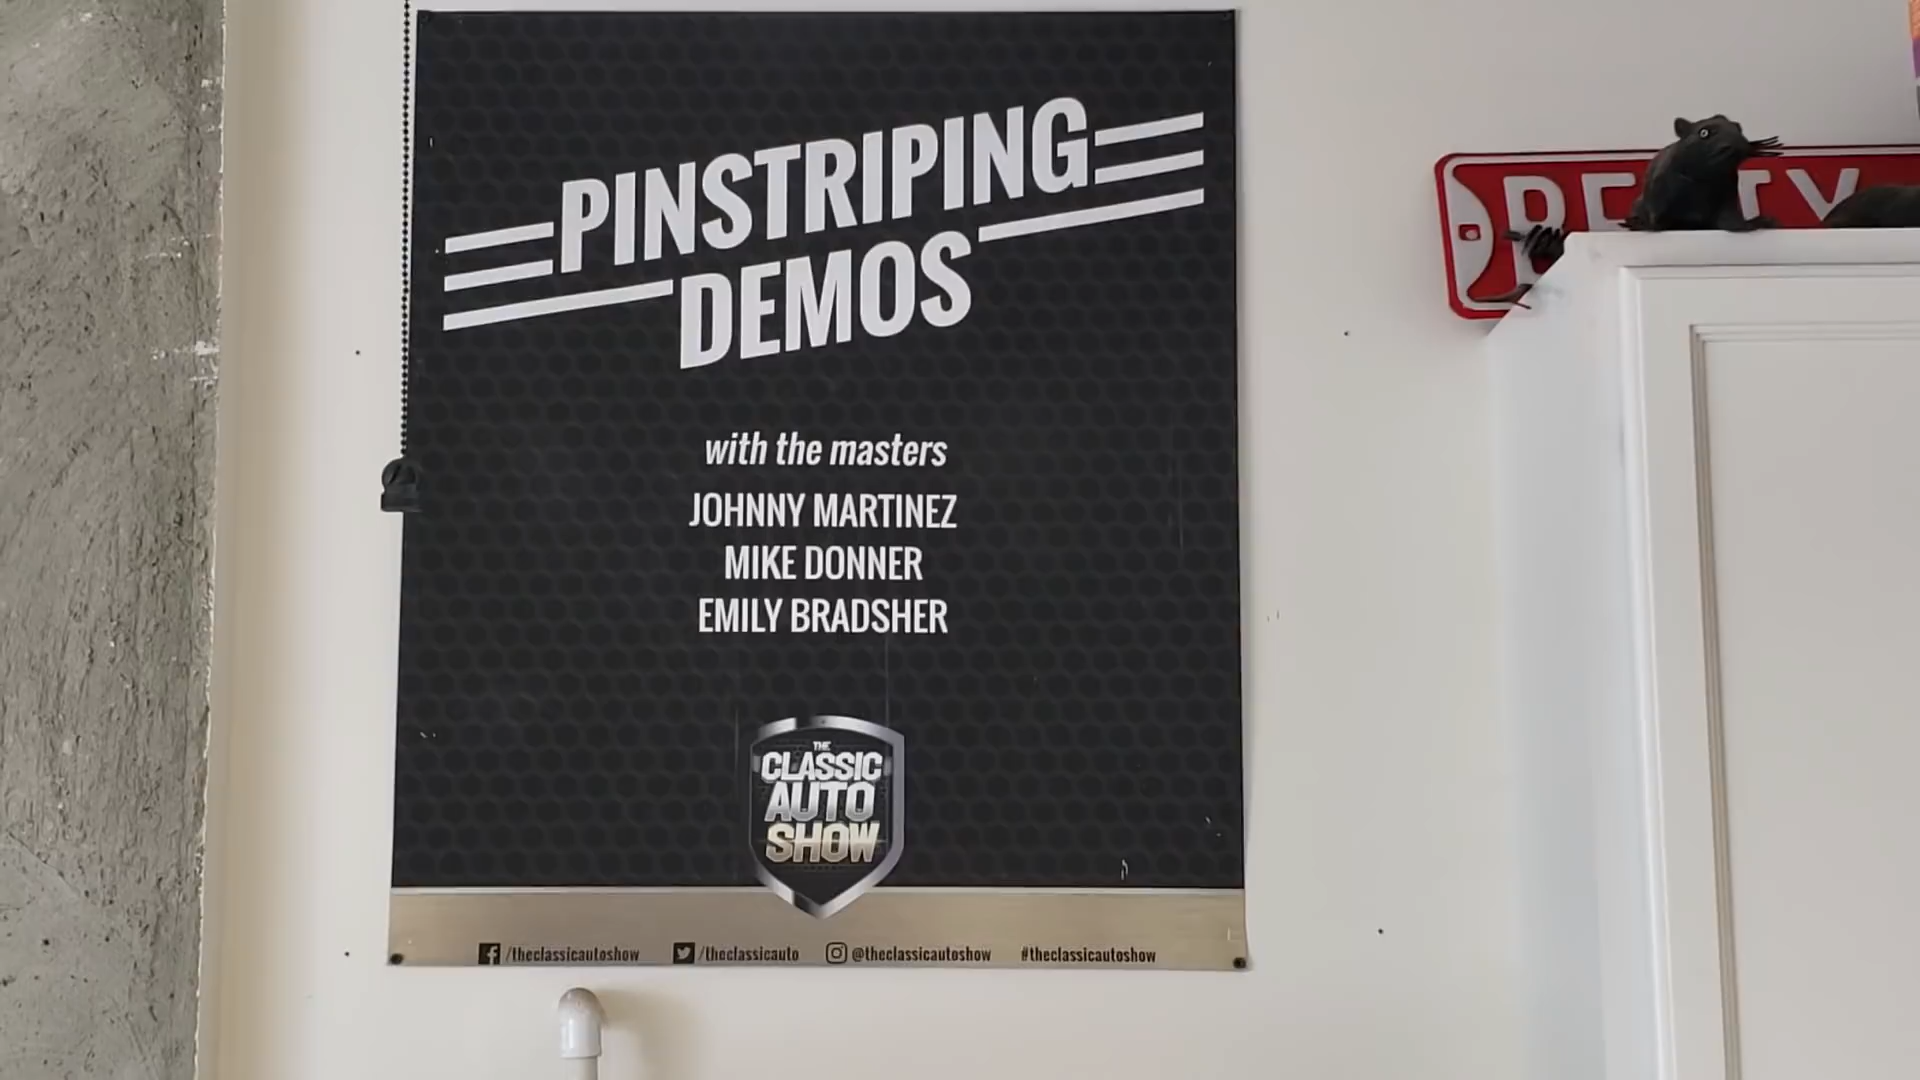 PINSTRIPING
DEMOS
with the masters
JOHNNY MARTINEZ
MIKE DONNER
EMILY BRADSHER
THE
CLASSIC
AUTO
SHOW
/theclassicautoshow
/theclassicauto
@theclassicautoshow
#theclassicautoshow